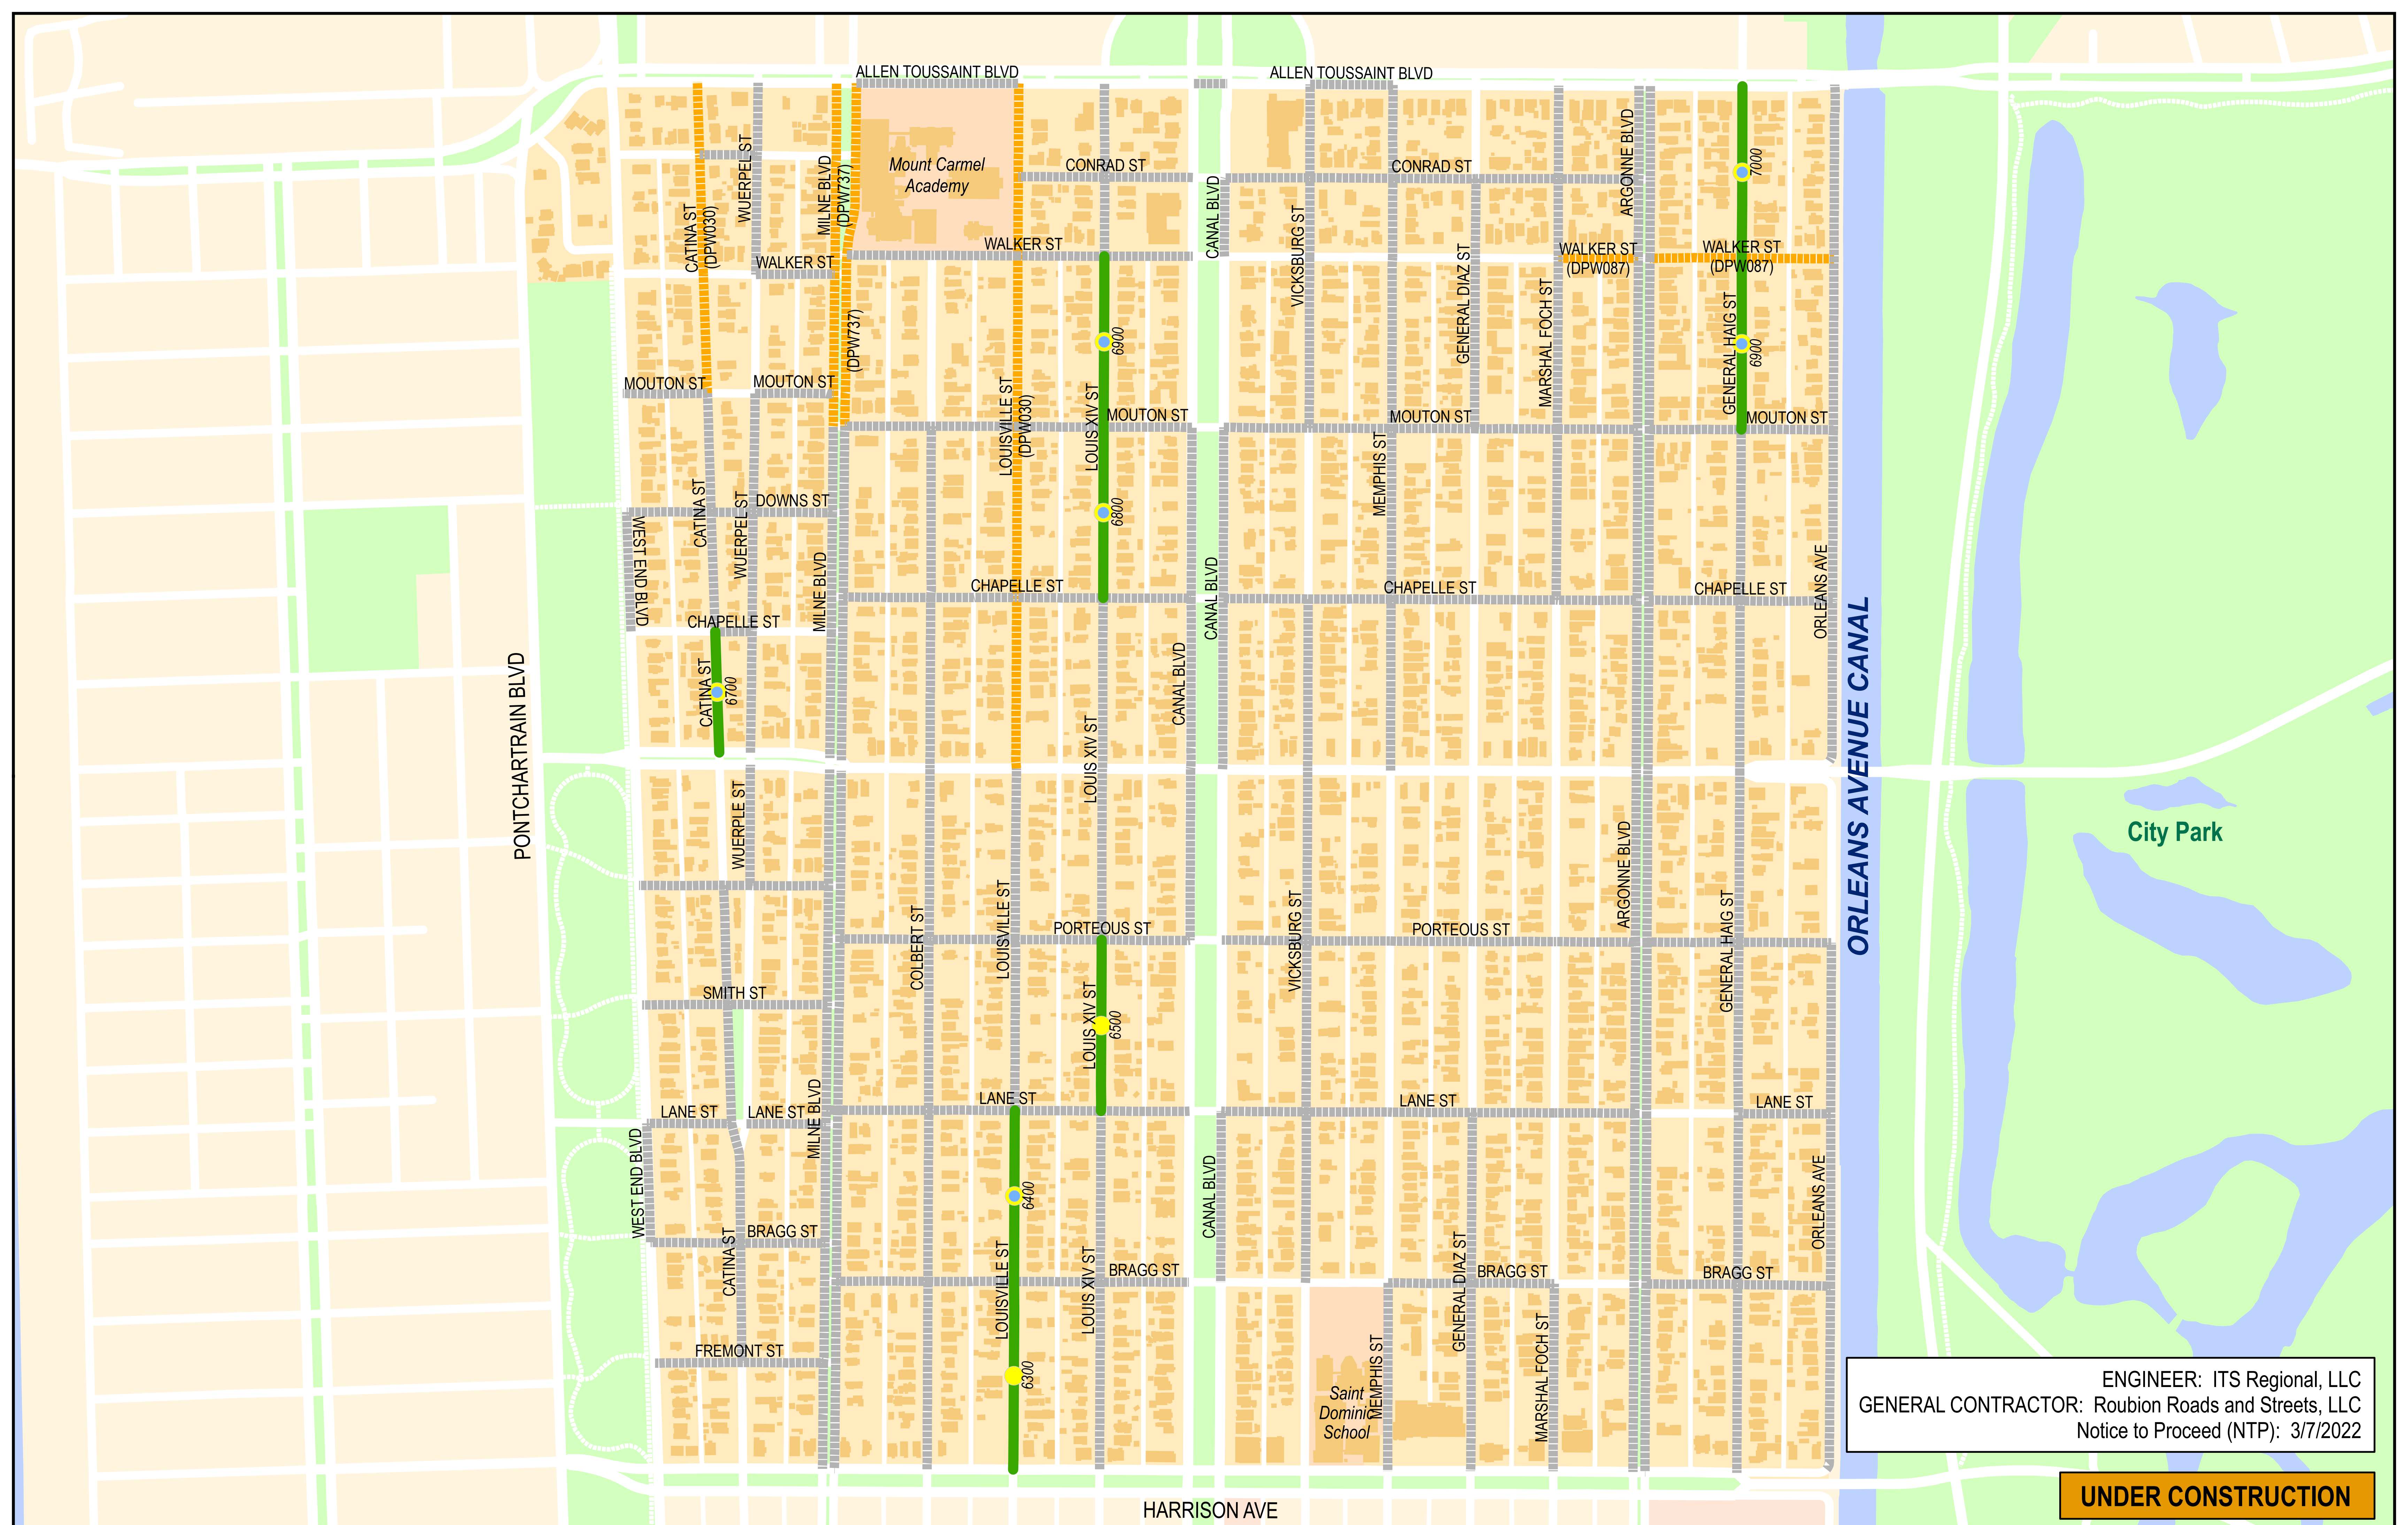 ALLEN TOUSSAINT BLVD
ALLEN TOUSSAINT BLVD
Mount Carmel
Academy
CONRAD ST
CONRAD ST
7000
WUERPEL ST
MILNE BLVD
(DPW737)
ARGONNE BLVD
CATINA ST
(DPW030)
CANAL BLVD
VICKSBURG ST
WALKER ST
WALKER ST
WALKER ST
(DPW087)
WALKER ST
(DPW087)
GENERAL DIAZ ST
MARSHAL FOCH ST
GENERAL HAIG ST
(DPW737)
6900
6900
MOUTON ST
MOUTON ST
LOUISVILLE ST
(DPW030)
LOUIS XIV ST
MOUTON ST
MOUTON ST
MOUTON ST
MEMPHIS ST
CATINA ST
WUERPEL ST
DOWNS ST
6800
WEST END BLVD
MILNE BLVD
CANAL BLVD
ORLEANS AVE
CHAPELLE ST
CHAPELLE ST
CHAPELLE ST
CHAPELLE ST
CATINA ST
6700
CANAL BLVD
PONTCHARTRAIN BLVD
LOUIS XIV ST
ORLEANS AVENUE CANAL
City Park
WUERPLE ST
ARGONNE BLVD
COLBERT ST
LOUISVILLE ST
PORTEOUS ST
VICKSBURG ST
PORTEOUS ST
GENERAL HAIG ST
SMITH ST
LOUIS XIV ST
6500
LANE ST
LANE ST
MILNE BLVD
LANE ST
LANE ST
LANE ST
WEST END BLVD
CANAL BLVD
ORLEANS AVE
6400
CATINA ST
BRAGG ST
LOUISVILLE ST
LOUIS XIV ST
BRAGG ST
GENERAL DIAZ ST
BRAGG ST
BRAGG ST
FREMONT ST
6300
MEMPHIS ST
MARSHAL FOCH ST
Saint
Dominic
School
ENGINEER: ITS Regional, LLC
GENERAL CONTRACTOR: Roubion Roads and Streets, LLC
Notice to Proceed (NTP): 3/7/2022
UNDER CONSTRUCTION
HARRISON AVE